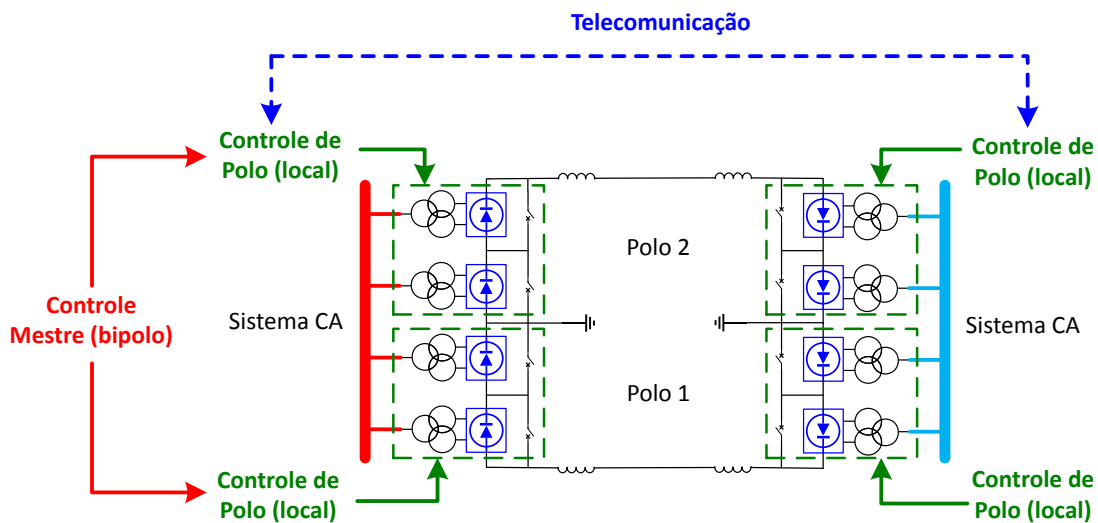 Telecomunicação
Controle de
Polo (local)
Controle de
Polo (local)
Polo 2
Controle
Mestre (bipolo)
Sistema CA
Sistema CA
Polo 1
Controle de
Polo (local)
Controle de
Polo (local)